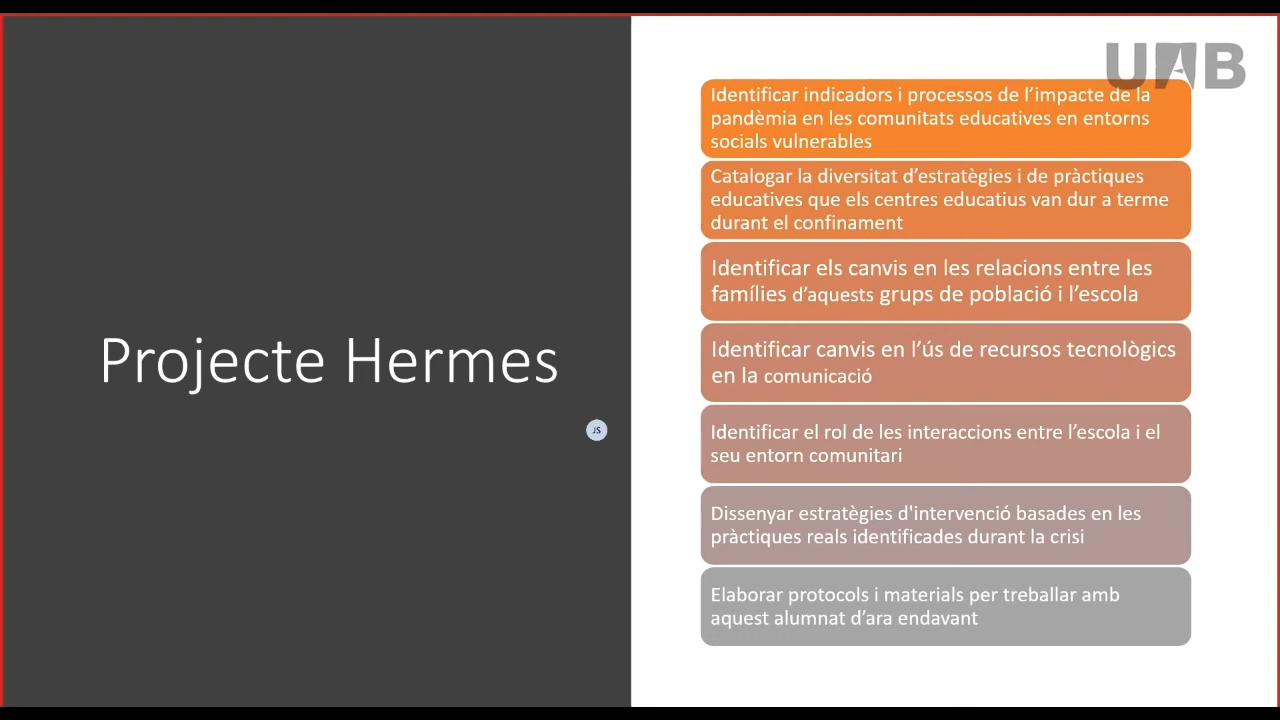 UAB
Identificar indicadors i processos de l’impacte de la
pandèmia en les comunitats educatives en entorns
socials vulnerables
Catalogar la diversitat d’estratègies i de pràctiques
educatives que els centres educatius van dur a terme
durant el confinament
Identificar els canvis en les relacions entre les
famílies d’aquests grups de població i l’escola
Projecte Hermes
Identificar canvis en l’ús de recursos tecnològics
en la comunicació
JS
Identificar el rol de les interaccions entre l’escola i el
seu entorn comunitari
Dissenyar estratègies d'intervenció basades en les
pràctiques reals identificades durant la crisi
Elaborar protocols i materials per treballar amb
aquest alumnat d’ara endavant